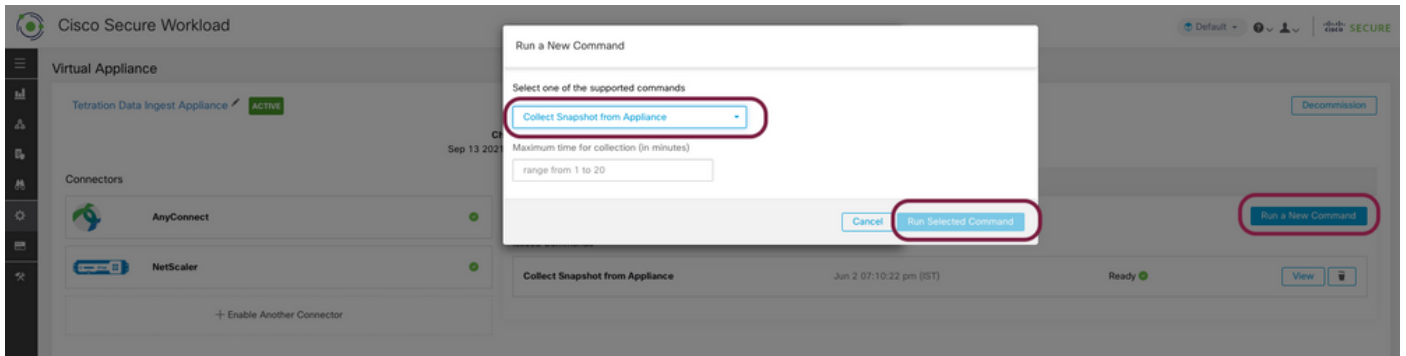 Cisco Secure Workload
Default
cisco SECURE
Virtual Appliance
Tetration Data Ingest Appliance ACTIVE
Decommission
Sep 13 2021
Run a New Command
Select one of the supported commands
Collect Snapshot from Appliance
Maximum time for collection (in minutes)
range from 1 to 20
Cancel Run Selected Command
Connectors
AnyConnect
NetScaler
+ Enable Another Connector
Run a New Command
Collect Snapshot from Appliance Jun 2 07:10:22 pm (IST) Ready View